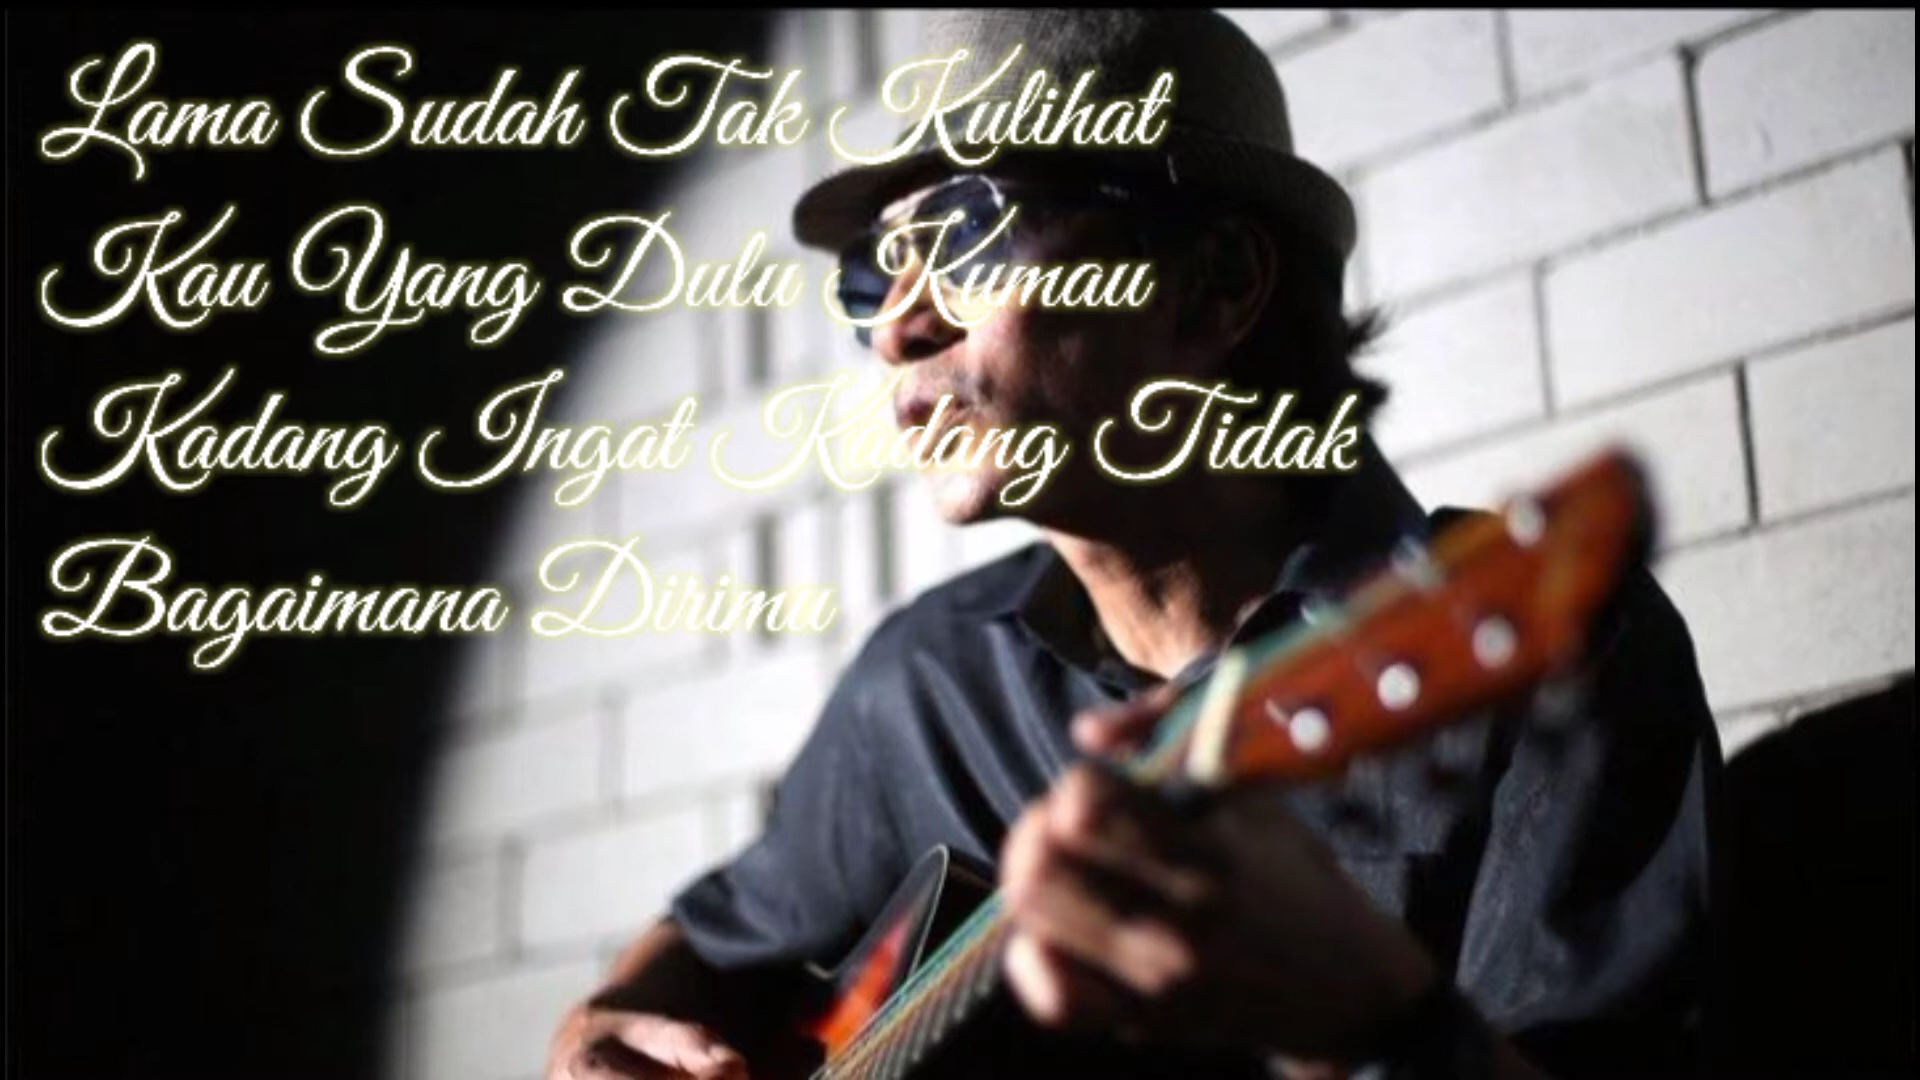 Lama Sudah Tak Kulihat
Kau Yang Dulu Kumau
Kadang Ingat Kadang Tidak
Bagaimana Dirimu